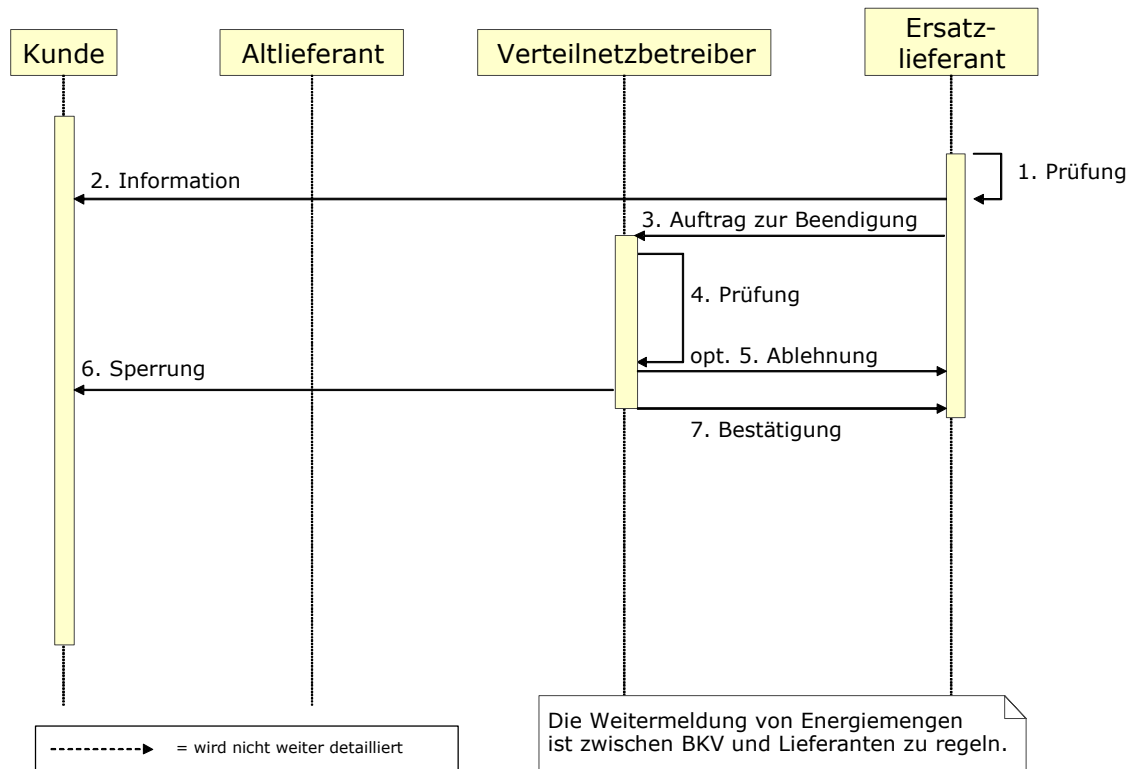 Kunde
Altlieferant
Verteilnetzbetreiber
Ersatz-
lieferant
1. Prüfung
2. Information
3. Auftrag zur Beendigung
4. Prüfung
opt. 5. Ablehnung
6. Sperrung
7. Bestätigung
Die Weitermeldung von Energiemengen
ist zwischen BKV und Lieferanten zu regeln.
= wird nicht weiter detailliert